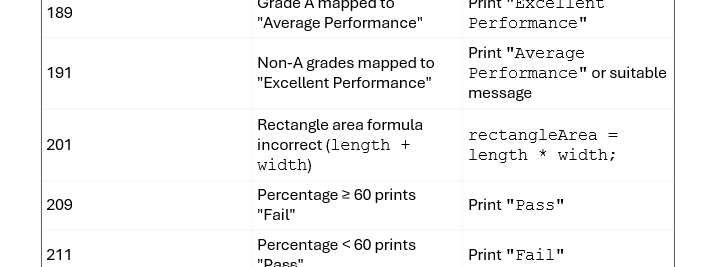 189
Grade A mapped to
"Average Performance"
Print "Excellent
Performance"
191
Non-A grades mapped to
"Excellent Performance"
Print "Average
Performance" or suitable
message
201
Rectangle area formula
incorrect (length +
width)
rectangleArea =
length * width;
209
Percentage ≥ 60 prints
"Fail"
Print "Pass"
211
Percentage < 60 prints
"Pass"
Print "Fail"